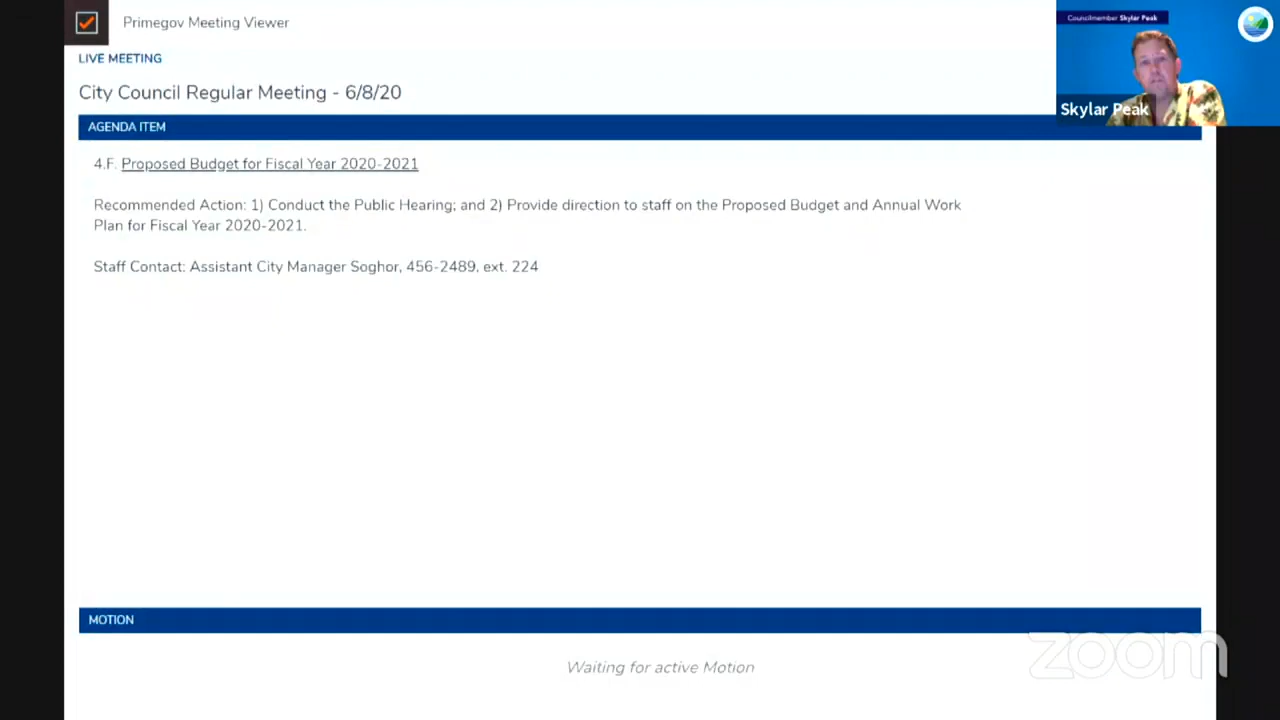 Primegov Meeting Viewer
LIVE MEETING
City Council Regular Meeting - 6/8/20
AGENDA ITEM
4.F. Proposed Budget for Fiscal Year 2020-2021
Recommended Action: 1) Conduct the Public Hearing; and 2) Provide direction to staff on the Proposed Budget and Annual Work
Plan for Fiscal Year 2020-2021.
Staff Contact: Assistant City Manager Soghor, 456-2489, ext. 224
MOTION
Waiting for active Motion
Councilmember Skylar Peak
Skylar Peak
zoom